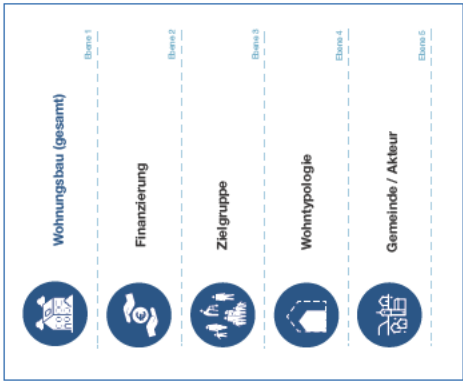 Wohnungsbau (gesamt)
Ebene 1
Finanzierung
Ebene 2
Zielgruppe
Ebene 3
Wohntypologie
Ebene 4
Gemeinde / Akteur
Ebene 5